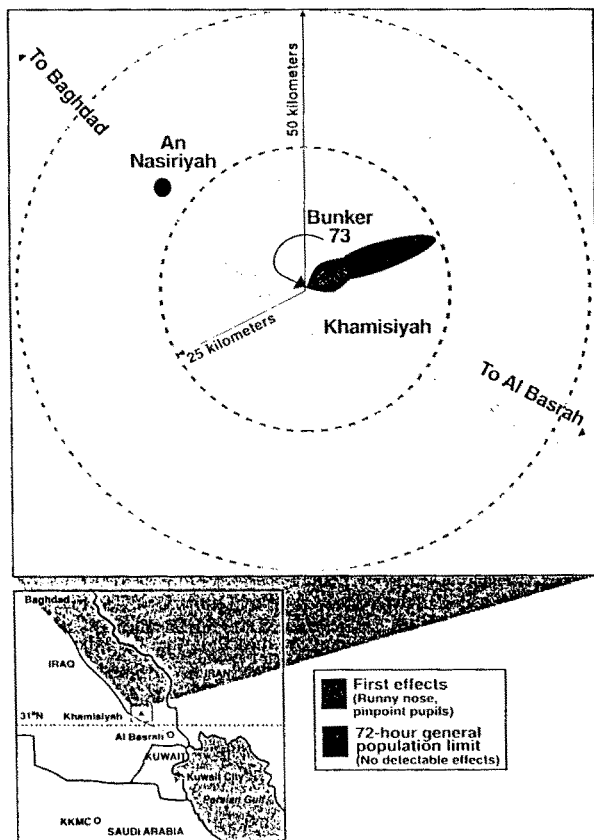 To Baghdad
50 kilometers
An
Nasiriyah
Bunker
73
Khamisiyah
25 kilometers
To Al Basrah
Baghdad
IRAQ
IRAN
31°N
Khamisiyah
Al Basrah
KUWAIT
Kuwait City
Persian Gulf
KKMC
SAUDI ARABIA
First effects
(Runny nose,
pinpoint pupils)
72-hour general
population limit
(No detectable effects)